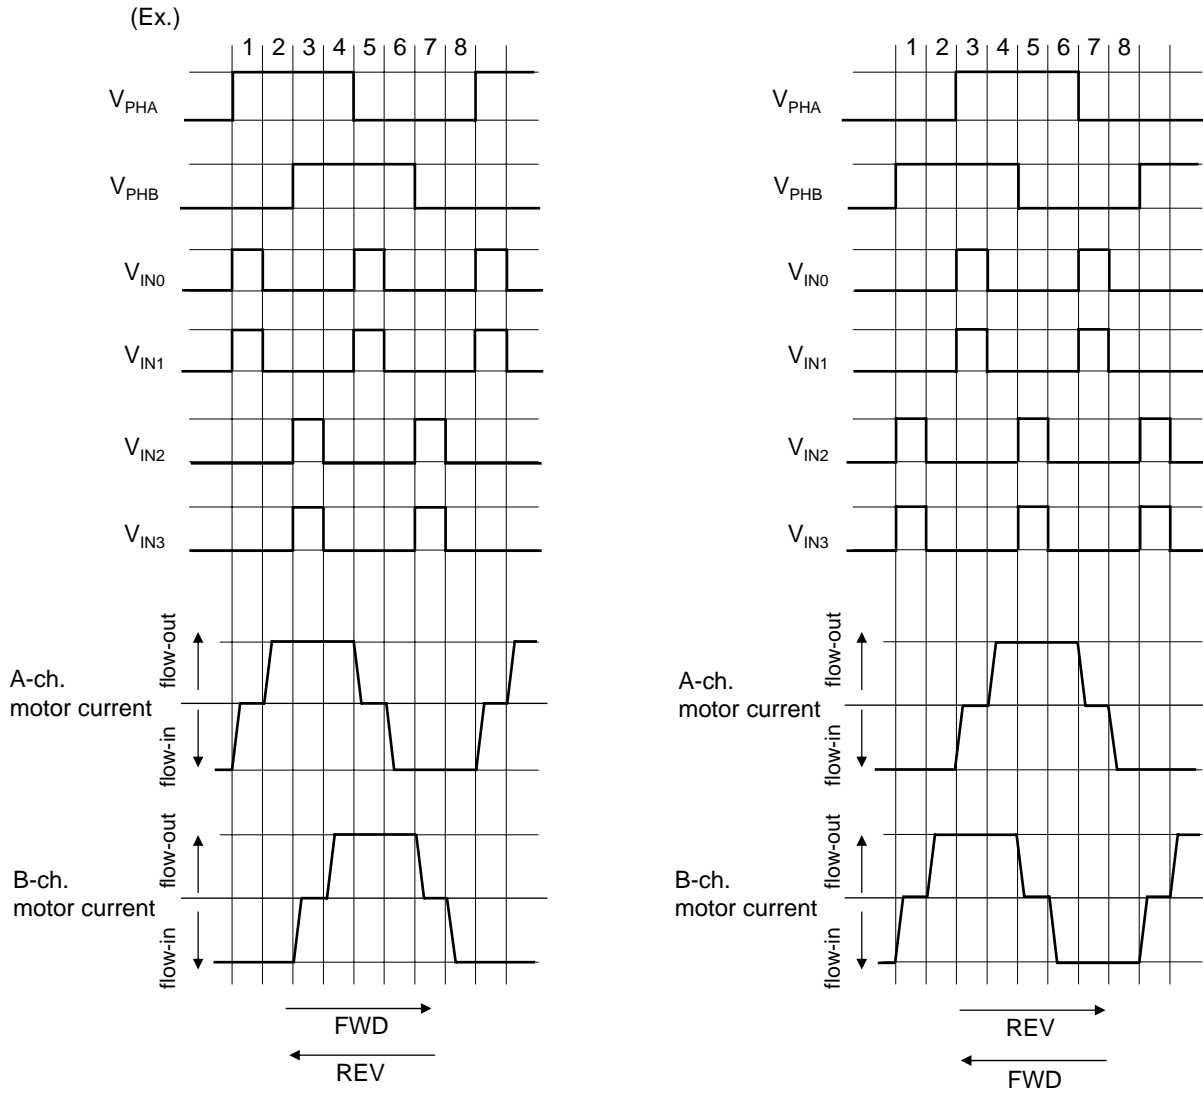 (Ex.)
1 2 3 4 5 6 7 8
VPHA
VPHB
VIN0
VIN1
VIN2
VIN3
A-ch.
motor current
flow-out
flow-in
B-ch.
motor current
flow-out
flow-in
FWD
REV
1 2 3 4 5 6 7 8
VPHA
VPHB
VIN0
VIN1
VIN2
VIN3
A-ch.
motor current
flow-out
flow-in
B-ch.
motor current
flow-out
flow-in
REV
FWD